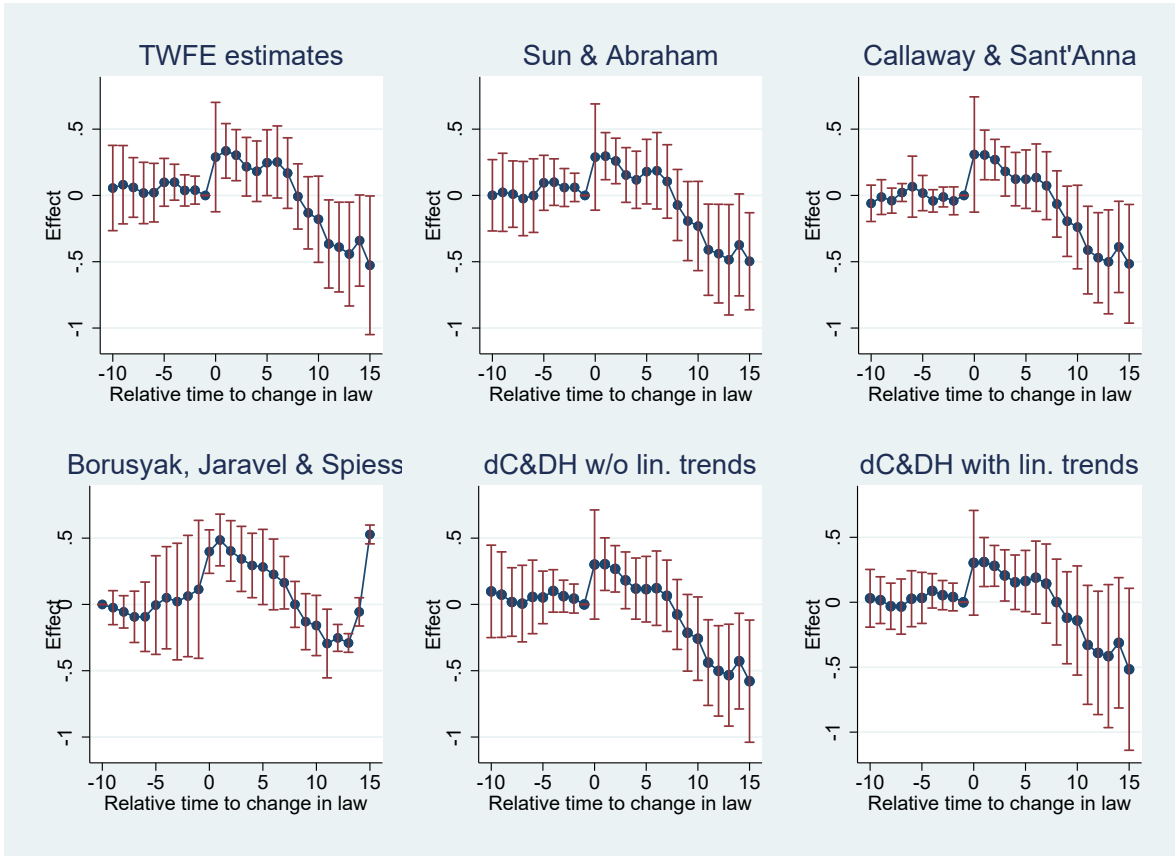 TWFE estimates
Effect
.5
0
-.5
-1
-10 -5 0 5 10 15
Relative time to change in law
Sun & Abraham
Effect
.5
0
-.5
-1
-10 -5 0 5 10 15
Relative time to change in law
Callaway & Sant'Anna
Effect
.5
0
-.5
-1
-10 -5 0 5 10 15
Relative time to change in law
Borusyak, Jaravel & Spiess
Effect
.5
0
-.5
-1
-10 -5 0 5 10 15
Relative time to change in law
dC&DH w/o lin. trends
Effect
.5
0
-.5
-1
-10 -5 0 5 10 15
Relative time to change in law
dC&DH with lin. trends
Effect
.5
0
-.5
-1
-10 -5 0 5 10 15
Relative time to change in law